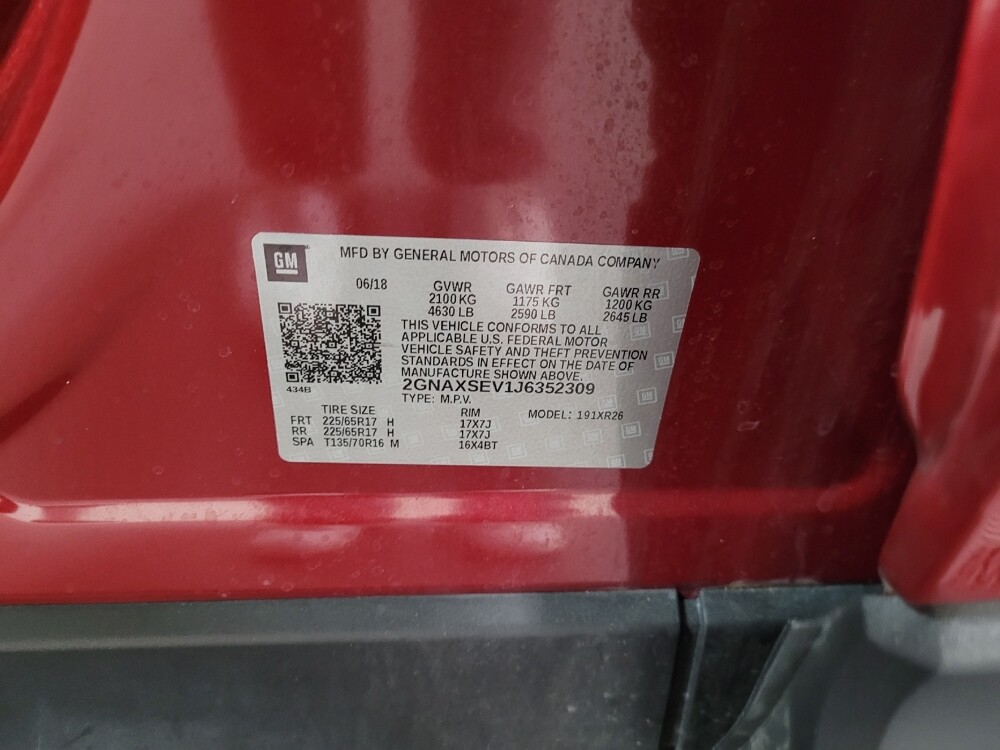 GM
MFD BY GENERAL MOTORS OF CANADA COMPANY
06/18 GVWR GAWR FRT GAWR RR
2100 KG 1175 KG 1200 KG
4630 LB 2590 LB 2645 LB
THIS VEHICLE CONFORMS TO ALL
APPLICABLE U.S. FEDERAL MOTOR
VEHICLE SAFETY AND THEFT PREVENTION
STANDARDS IN EFFECT ON THE DATE OF
MANUFACTURE SHOWN ABOVE.
434B
2GNAXSEV1J6352309
TYPE: M.P.V.
TIRE SIZE RIM MODEL: 191XR26
FRT 225/65R17 H 17X7J
RR 225/65R17 H 17X7J
SPA T135/70R16 M 16X4BT